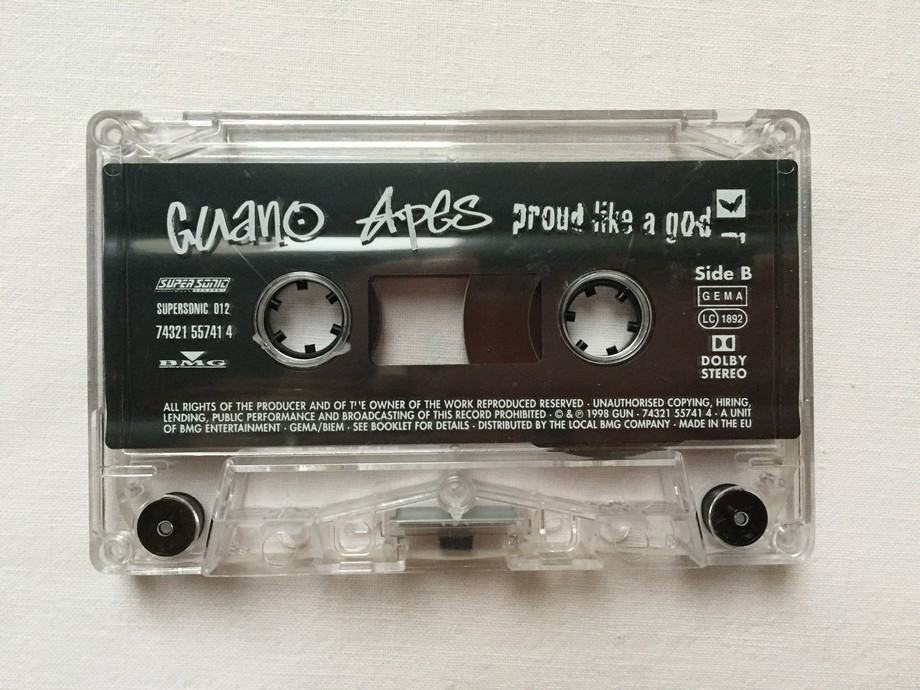 Guano Apes proud like a god
Side B
SUPERSONIC
RECORDS
SUPERSONIC 012
74321 55741 4
BMG
GEMA
LC 1892
DOLBY
STEREO
ALL RIGHTS OF THE PRODUCER AND OF THE OWNER OF THE WORK REPRODUCED RESERVED · UNAUTHORISED COPYING, HIRING,
LENDING, PUBLIC PERFORMANCE AND BROADCASTING OF THIS RECORD PROHIBITED · © & ℗ 1998 GUN · 74321 55741 4 · A UNIT
OF BMG ENTERTAINMENT · GEMA/BIEM · SEE BOOKLET FOR DETAILS · DISTRIBUTED BY THE LOCAL BMG COMPANY · MADE IN THE EU